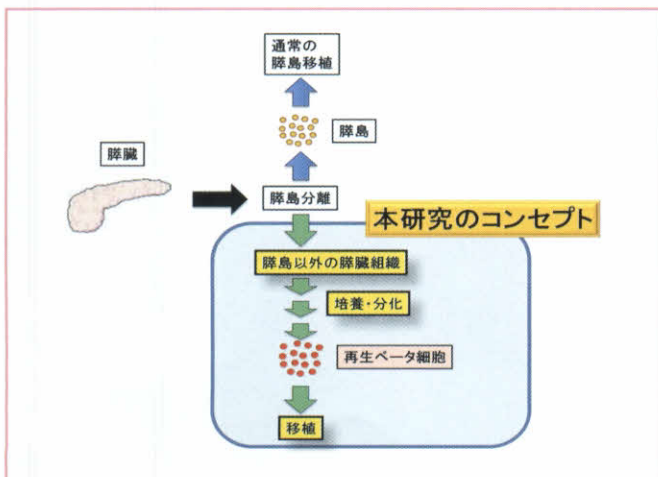 通常の
膵島移植
膵島
膵臓
膵島分離
本研究のコンセプト
膵島以外の膵臓組織
培養・分化
再生ベータ細胞
移植